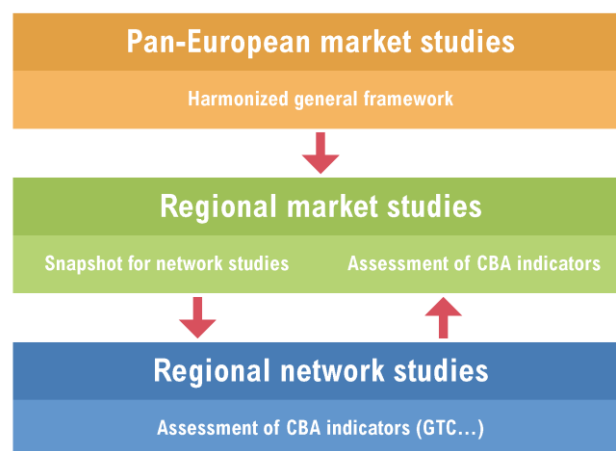 Pan-European market studies
Harmonized general framework
Regional market studies
Snapshot for network studies
Assessment of CBA indicators
Regional network studies
Assessment of CBA indicators (GTC...)